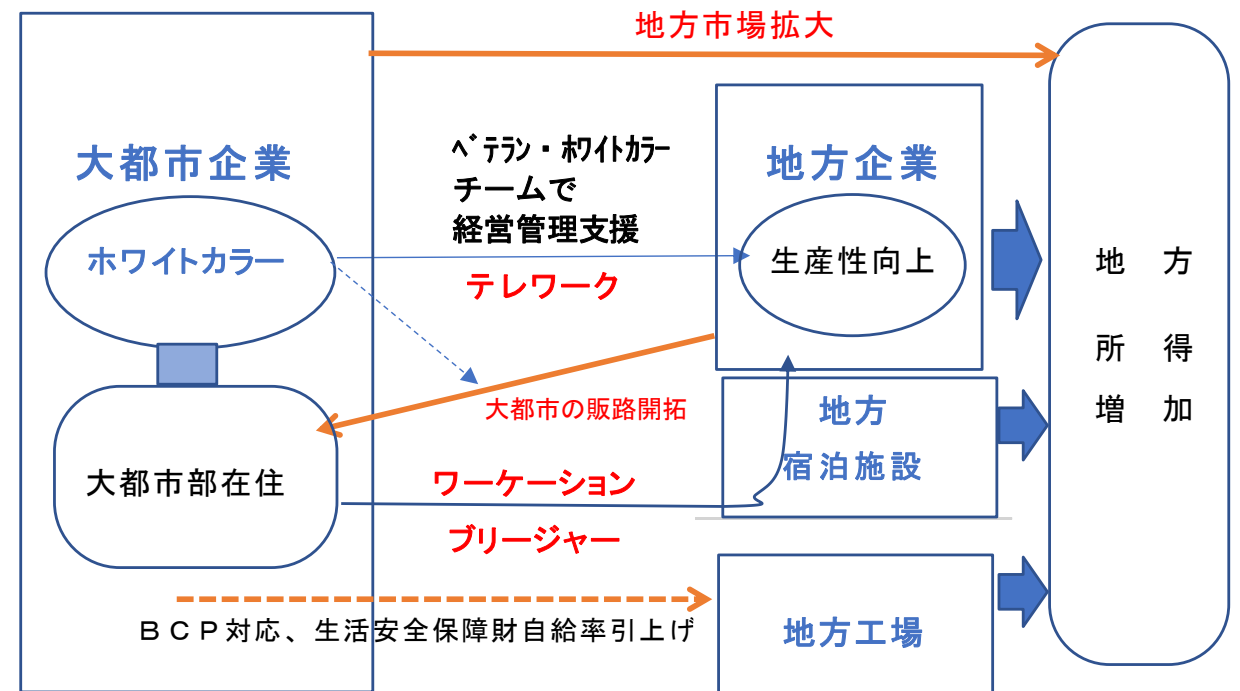 地方市場拡大
大都市企業
ホワイトカラー
大都市部在住
ﾍﾞﾃﾗﾝ・ﾎﾜｲﾄｶﾗｰ
チームで
経営管理支援
テレワーク
地方企業
生産性向上
大都市の販路開拓
地方
宿泊施設
ワーケーション
ブリージャー
ＢＣＰ対応、生活安全保障財自給率引上げ
地方工場
地　方
所　得
増　加